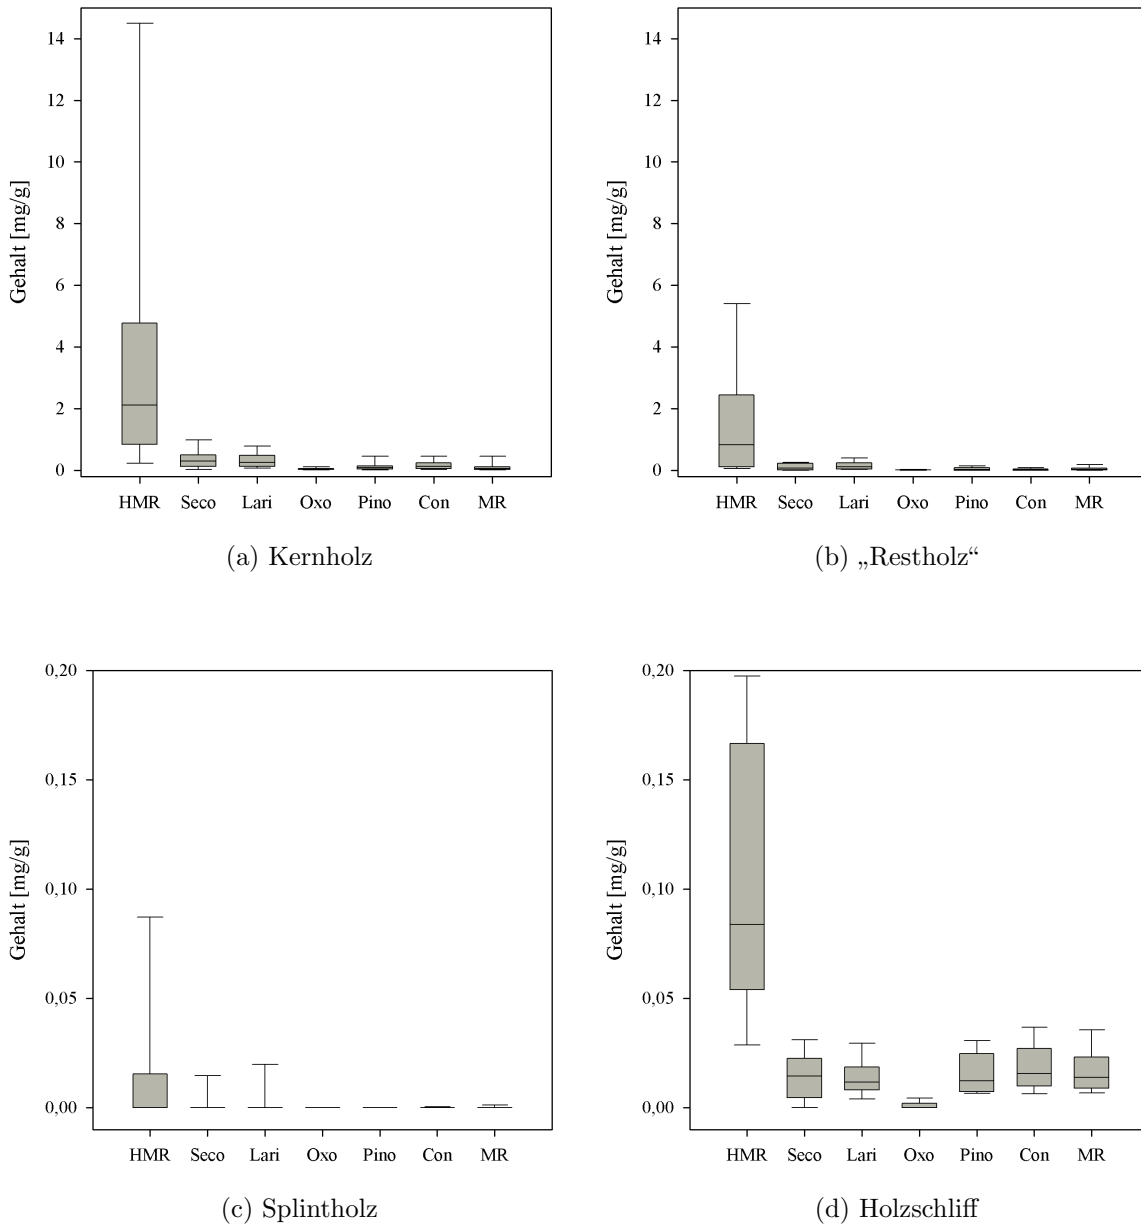 14
12
10
8
6
4
2
0
Gehalt [mg/g]
HMR Seco Lari Oxo Pino Con MR
(a) Kernholz
14
12
10
8
6
4
2
0
Gehalt [mg/g]
HMR Seco Lari Oxo Pino Con MR
(b) „Restholz“
0,20
0,15
0,10
0,05
0,00
Gehalt [mg/g]
HMR Seco Lari Oxo Pino Con MR
(c) Splintholz
0,20
0,15
0,10
0,05
0,00
Gehalt [mg/g]
HMR Seco Lari Oxo Pino Con MR
(d) Holzschliff